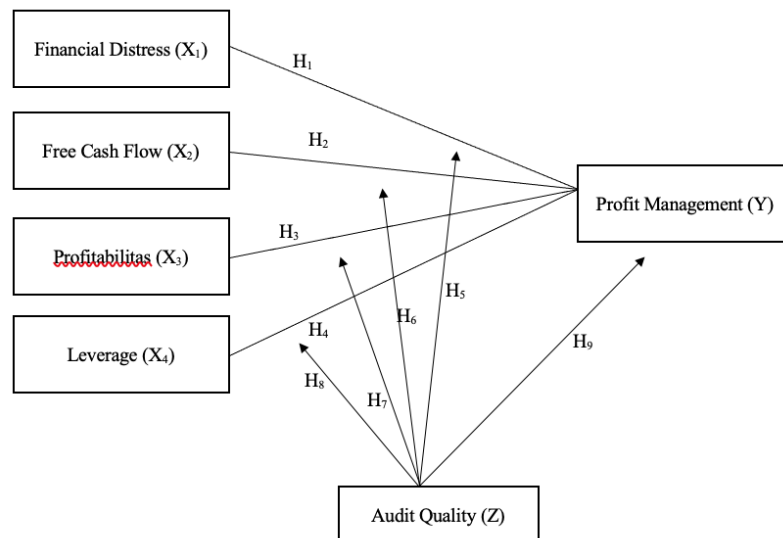 Financial Distress (X₁)
H₁
Free Cash Flow (X₂)
H₂
Profit Management (Y)
Profitabilitas (X₃)
H₃
H₅
H₆
Leverage (X₄)
H₄
H₉
H₈
H₇
Audit Quality (Z)